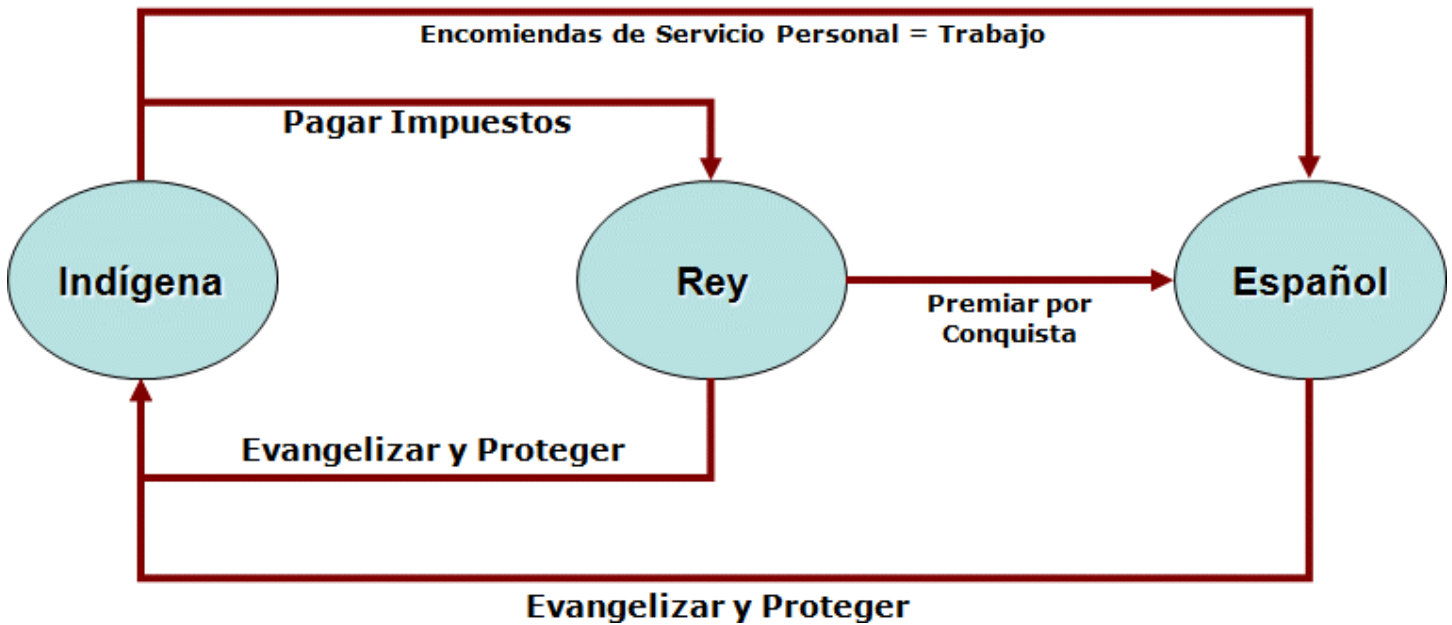 Encomiendas de Servicio Personal = Trabajo
Pagar Impuestos
Indígena
Rey
Español
Premiar por
Conquista
Evangelizar y Proteger
Evangelizar y Proteger